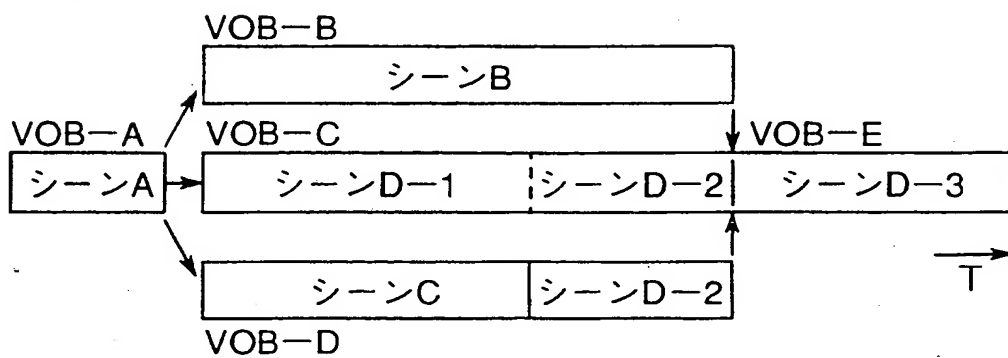 VOB—B
シーンB
VOB—A
VOB—C
VOB—E
シーンA
シーンD—1
シーンD—2
シーンD—3
シーンC
シーンD—2
T
VOB—D